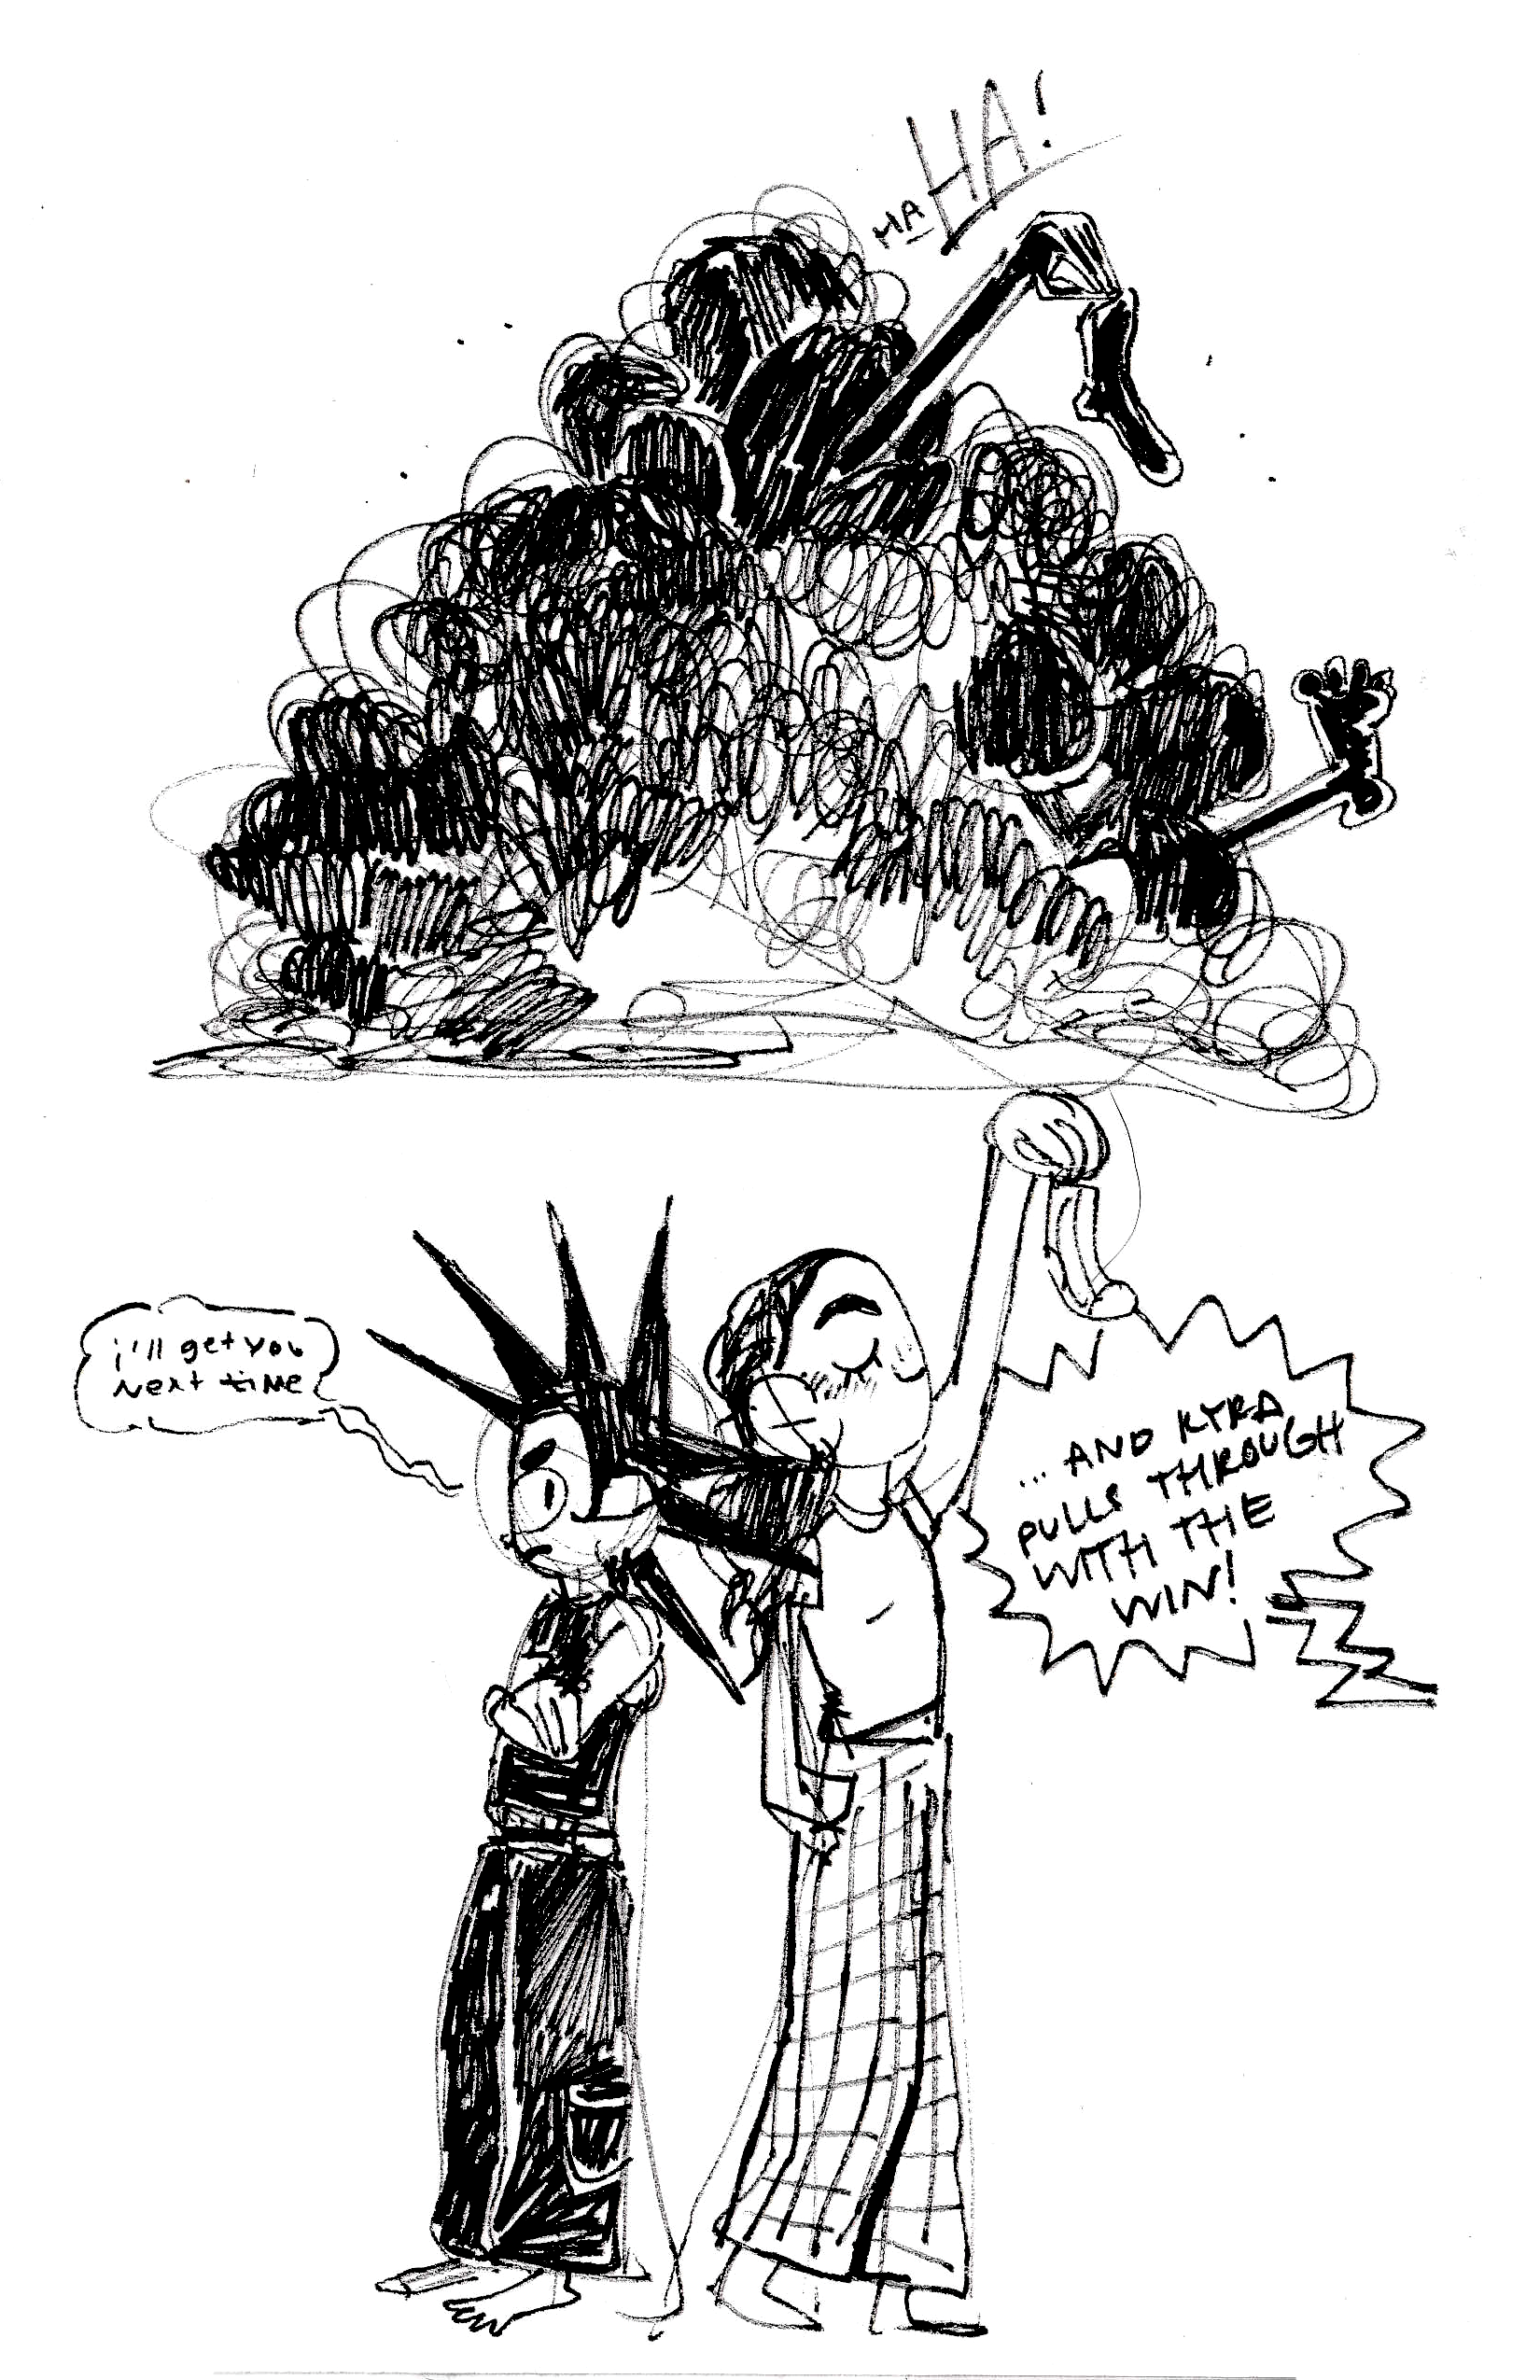 HA HA!
i'll get you
next time
... AND KYRA
PULLS THROUGH
WITH THE
WIN!